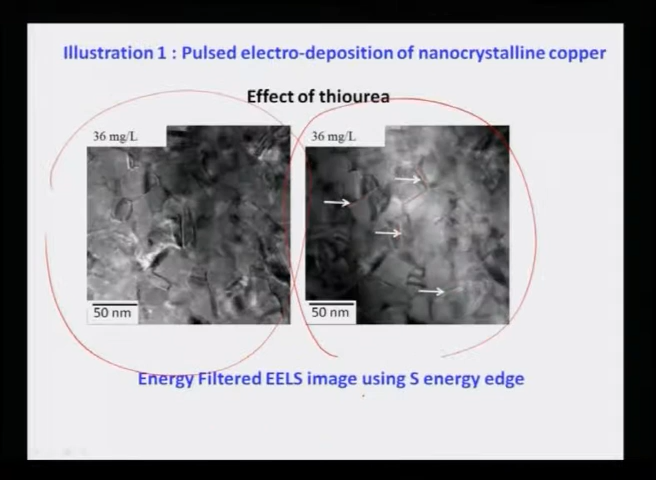 Illustration 1 : Pulsed electro-deposition of nanocrystalline copper
Effect of thiourea
36 mg/L
36 mg/L
50 nm
50 nm
Energy Filtered EELS image using S energy edge